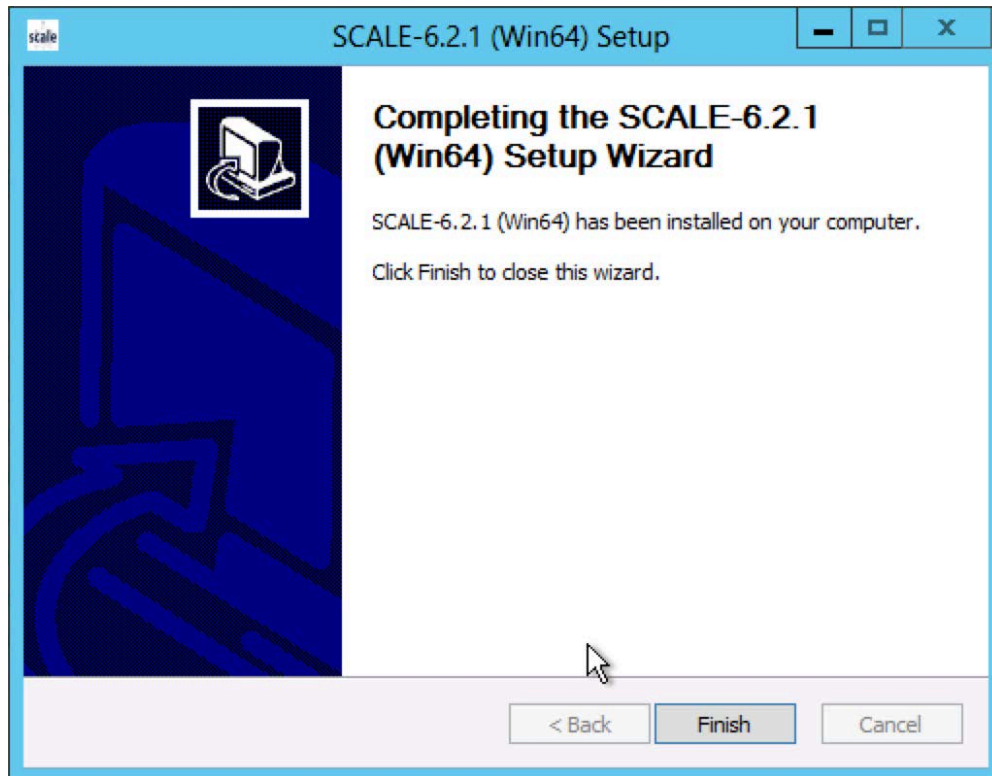 scale
SCALE-6.2.1 (Win64) Setup
Completing the SCALE-6.2.1
(Win64) Setup Wizard
SCALE-6.2.1 (Win64) has been installed on your computer.
Click Finish to close this wizard.
< Back
Finish
Cancel